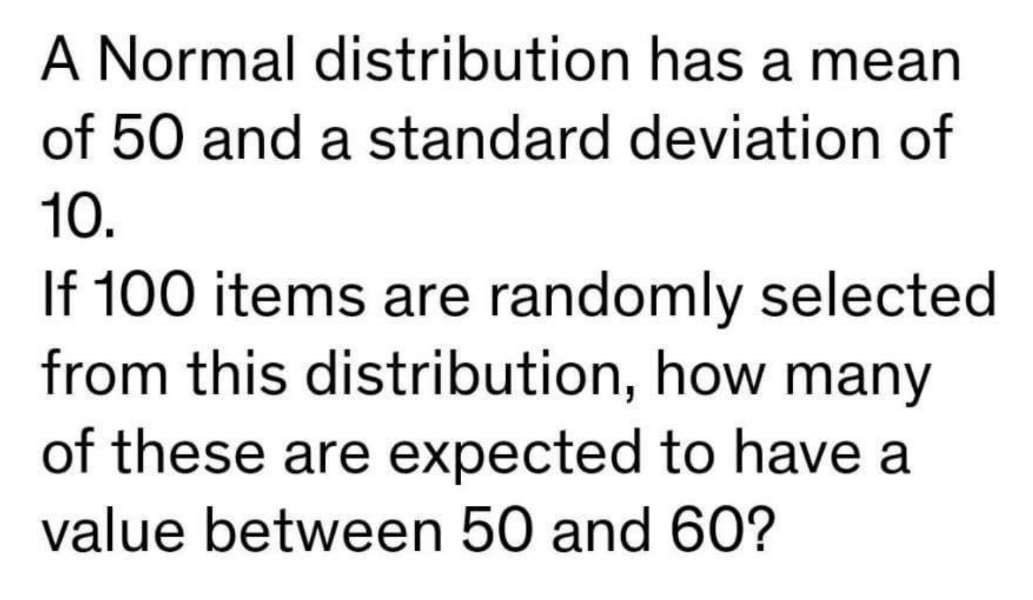 A Normal distribution has a mean
of 50 and a standard deviation of
10.
If 100 items are randomly selected
from this distribution, how many
of these are expected to have a
value between 50 and 60?